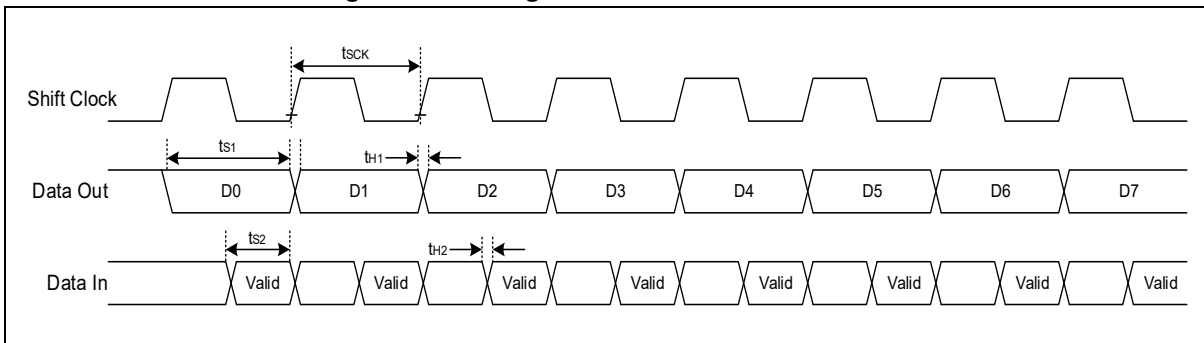 tSCK
Shift Clock
tS1
tH1
Data Out D0 D1 D2 D3 D4 D5 D6 D7
tS2
tH2
Data In Valid Valid Valid Valid Valid Valid Valid Valid